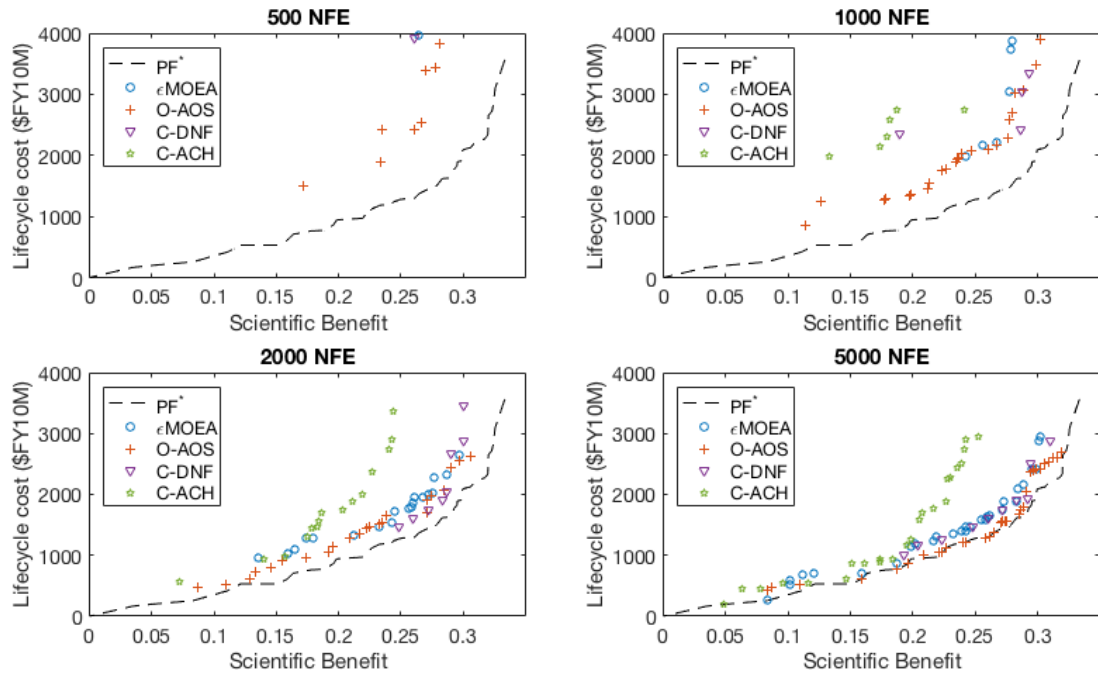 500 NFE
Lifecycle cost ($FY10M)
4000
3000
2000
1000
0
PF*
ϵMOEA
O-AOS
C-DNF
C-ACH
0 0.05 0.1 0.15 0.2 0.25 0.3
Scientific Benefit
1000 NFE
Lifecycle cost ($FY10M)
4000
3000
2000
1000
0
PF*
ϵMOEA
O-AOS
C-DNF
C-ACH
0 0.05 0.1 0.15 0.2 0.25 0.3
Scientific Benefit
2000 NFE
Lifecycle cost ($FY10M)
4000
3000
2000
1000
0
PF*
ϵMOEA
O-AOS
C-DNF
C-ACH
0 0.05 0.1 0.15 0.2 0.25 0.3
Scientific Benefit
5000 NFE
Lifecycle cost ($FY10M)
4000
3000
2000
1000
0
PF*
ϵMOEA
O-AOS
C-DNF
C-ACH
0 0.05 0.1 0.15 0.2 0.25 0.3
Scientific Benefit